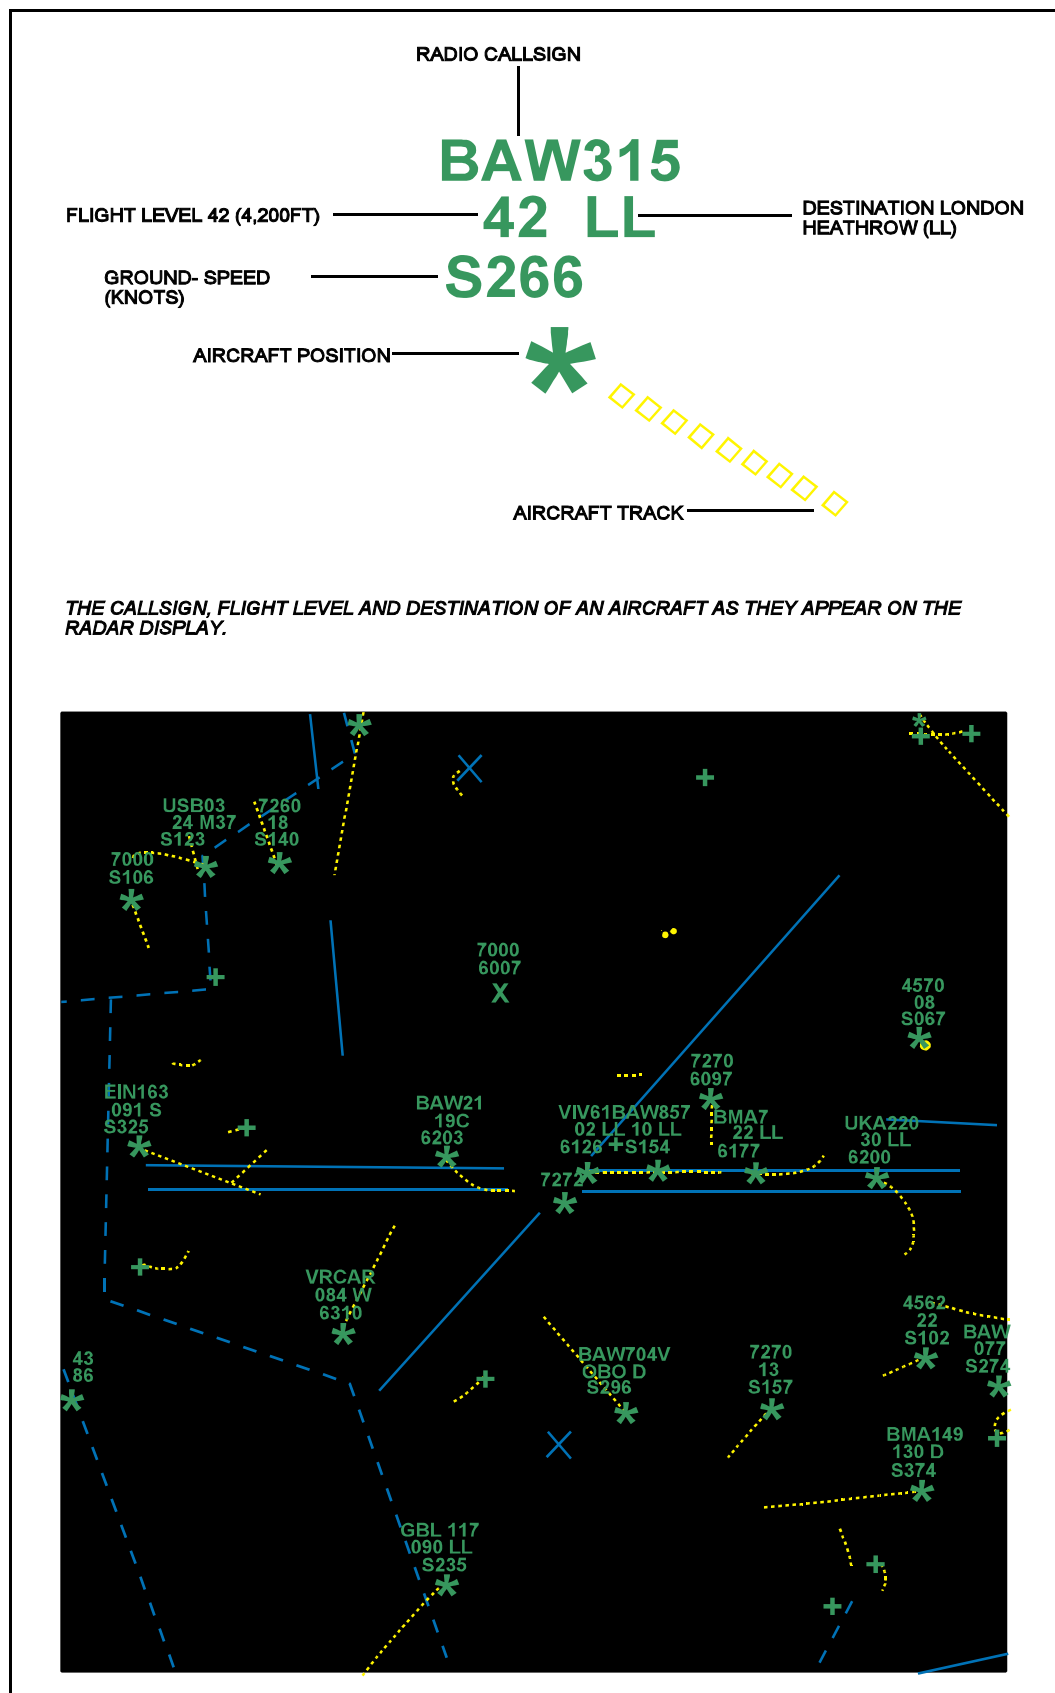 RADIO CALLSIGN
BAW315
FLIGHT LEVEL 42 (4,200FT)
42 LL
DESTINATION LONDON
HEATHROW (LL)
GROUND- SPEED
(KNOTS)
S266
AIRCRAFT POSITION
*
AIRCRAFT TRACK
THE CALLSIGN, FLIGHT LEVEL AND DESTINATION OF AN AIRCRAFT AS THEY APPEAR ON THE
RADAR DISPLAY.
USB03
24 M37
S123
7260
18
S140
7000
S106
7000
6007
X
4570
08
S067
EIN163
091 S
S325
BAW21
19C
6203
7270
6097
VIV61BAW857
02 LL 10 LL
6126 + S154
BMA7
22 LL
6177
UKA220
30 LL
6200
7272
VRCAR
084 W
6310
4562
22
S102
BAW
077
S274
43
86
BAW704V
OBO D
S296
7270
13
S157
BMA149
130 D
S374
GBL 117
090 LL
S235